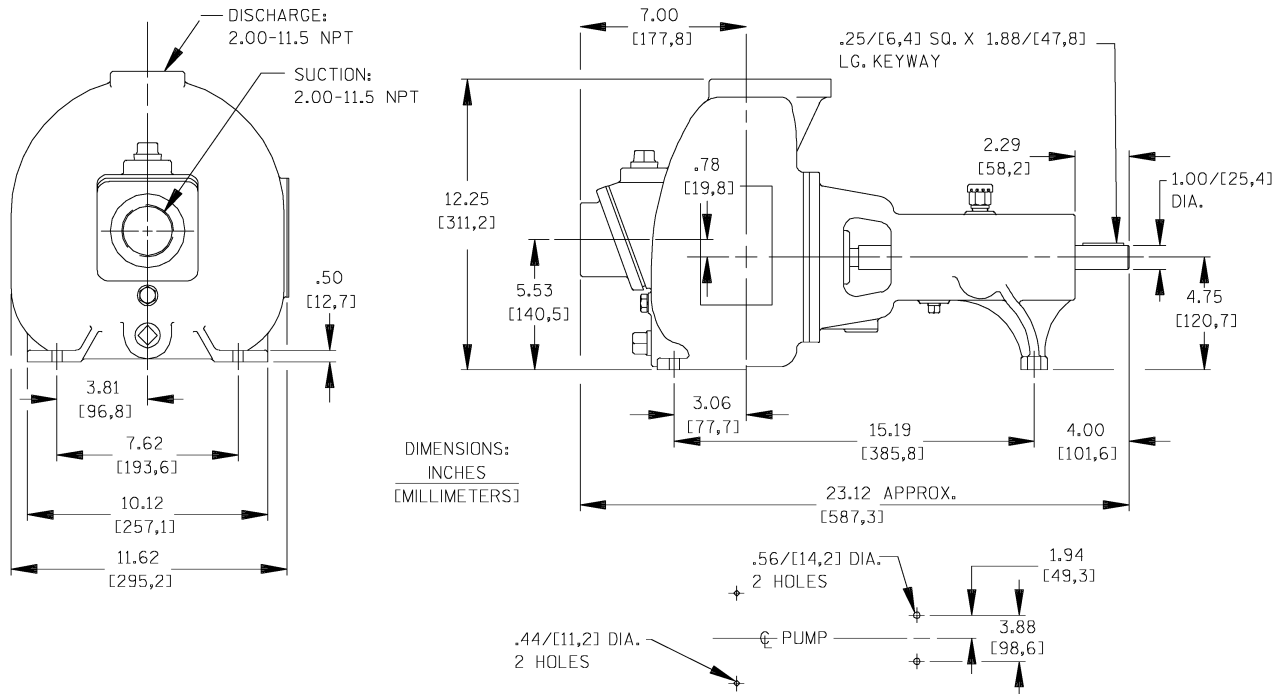 DISCHARGE:
2.00-11.5 NPT
SUCTION:
2.00-11.5 NPT
.50
[12,7]
3.81
[96,8]
7.62
[193,6]
10.12
[257,1]
11.62
[295,2]
7.00
[177,8]
.25/[6,4] SQ. X 1.88/[47,8]
LG. KEYWAY
12.25
[311,2]
.78
[19,8]
2.29
[58,2]
1.00/[25,4]
DIA.
5.53
[140,5]
4.75
[120,7]
3.06
[77,7]
15.19
[385,8]
4.00
[101,6]
DIMENSIONS:
INCHES
[MILLIMETERS]
23.12 APPROX.
[587,3]
.56/[14,2] DIA.
2 HOLES
1.94
[49,3]
.44/[11,2] DIA.
2 HOLES
℄ PUMP
3.88
[98,6]